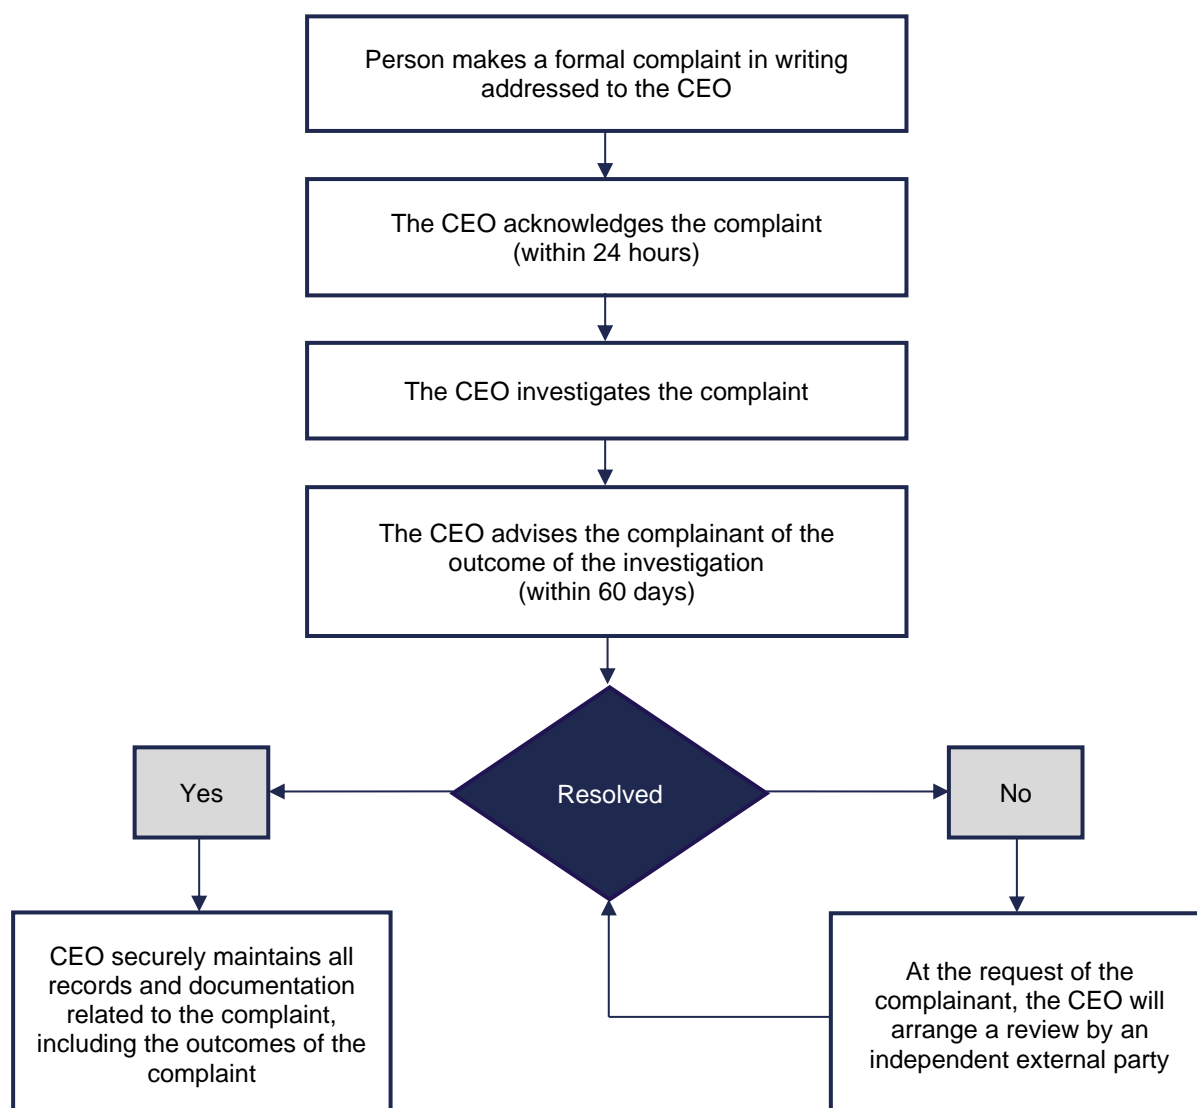 Person makes a formal complaint in writing
addressed to the CEO
The CEO acknowledges the complaint
(within 24 hours)
The CEO investigates the complaint
The CEO advises the complainant of the
outcome of the investigation
(within 60 days)
Yes
Resolved
No
CEO securely maintains all
records and documentation
related to the complaint,
including the outcomes of the
complaint
At the request of the
complainant, the CEO will
arrange a review by an
independent external party